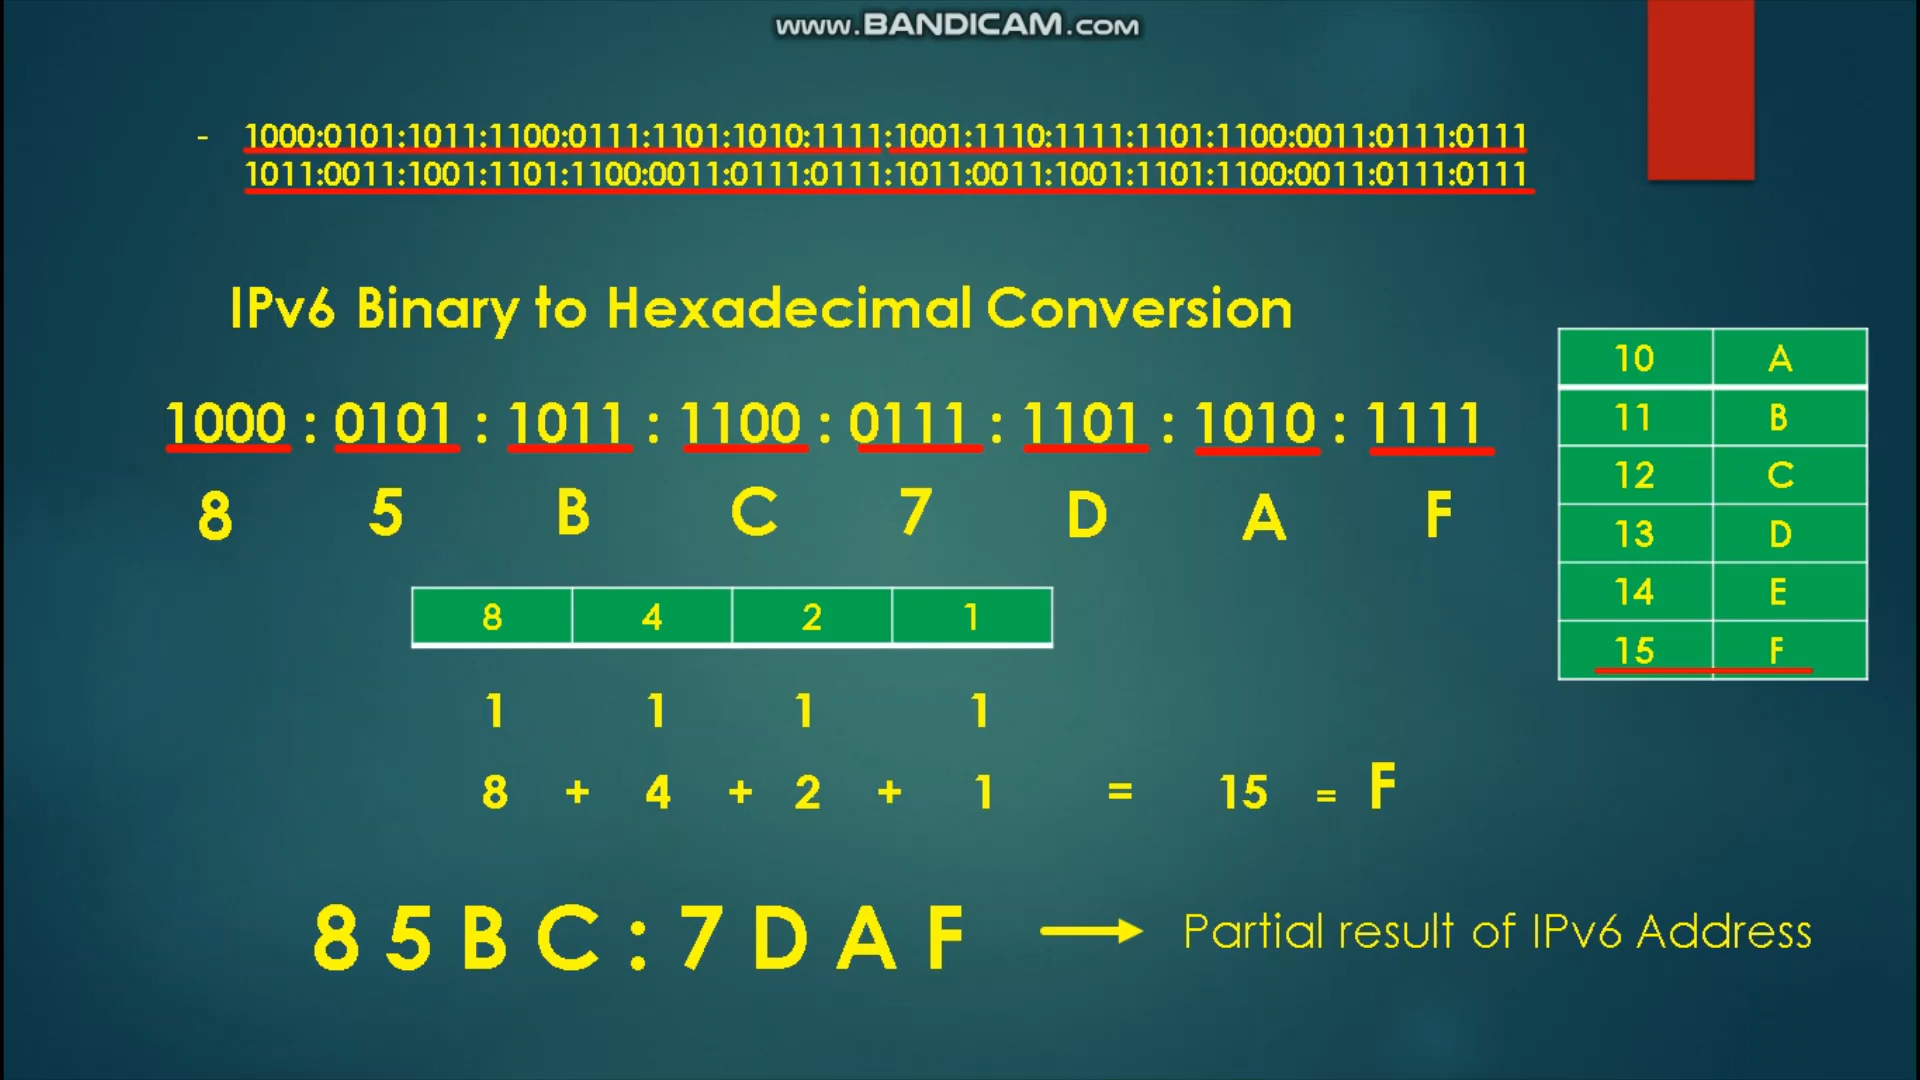 www.BANDICAM.com
- 1000:0101:1011:1100:0111:1101:1010:1111:1001:1110:1111:1101:1100:0011:0111:0111
1011:0011:1001:1101:1100:0011:0111:0111:1011:0011:1001:1101:1100:0011:0111:0111
IPv6 Binary to Hexadecimal Conversion
1000 : 0101 : 1011 : 1100 : 0111 : 1101 : 1010 : 1111
8 5 B C 7 D A F
8 4 2 1
1 1 1 1
8 + 4 + 2 + 1 = 15 = F
10 A
11 B
12 C
13 D
14 E
15 F
8 5 B C : 7 D A F
Partial result of IPv6 Address